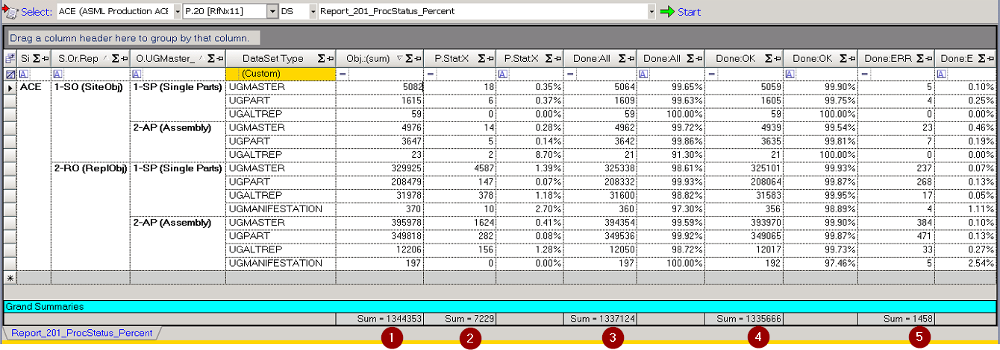 Select: ACE (ASML Production ACE P.20 [RfNx11] DS Report_201_ProcStatus_Percent Start
Drag a column header here to group by that column.
Si S.Or.Rep O.UGMaster_ DataSet Type Obj.:(sum) P.StatX P.StatX Done:All Done:All Done:OK Done:OK Done:ERR Done:E
(Custom)
ACE 1-SO (SiteObj) 1-SP (Single Parts) UGMASTER 5082 18 0.35% 5064 99.65% 5059 99.90% 5 0.10%
UGPART 1615 6 0.37% 1609 99.63% 1605 99.75% 4 0.25%
UGALTREP 59 0 0.00% 59 100.00% 59 100.00% 0 0.00%
2-AP (Assembly) UGMASTER 4976 14 0.28% 4962 99.72% 4939 99.54% 23 0.46%
UGPART 3647 5 0.14% 3642 99.86% 3635 99.81% 7 0.19%
UGALTREP 23 2 8.70% 21 91.30% 21 100.00% 0 0.00%
2-RO (ReplObj) 1-SP (Single Parts) UGMASTER 329925 4587 1.39% 325338 98.61% 325101 99.93% 237 0.07%
UGPART 208479 147 0.07% 208332 99.93% 208064 99.87% 268 0.13%
UGALTREP 31978 378 1.18% 31600 98.82% 31583 99.95% 17 0.05%
UGMANIFESTATION 370 10 2.70% 360 97.30% 356 98.89% 4 1.11%
2-AP (Assembly) UGMASTER 395978 1624 0.41% 394354 99.59% 393970 99.90% 384 0.10%
UGPART 349818 282 0.08% 349536 99.92% 349065 99.87% 471 0.13%
UGALTREP 12206 156 1.28% 12050 98.72% 12017 99.73% 33 0.27%
UGMANIFESTATION 197 0 0.00% 197 100.00% 192 97.46% 5 2.54%
Grand Summaries
Sum = 1344353 Sum = 7229 Sum = 1337124 Sum = 1335666 Sum = 1458
Report_201_ProcStatus_Percent
1 2 3 4 5